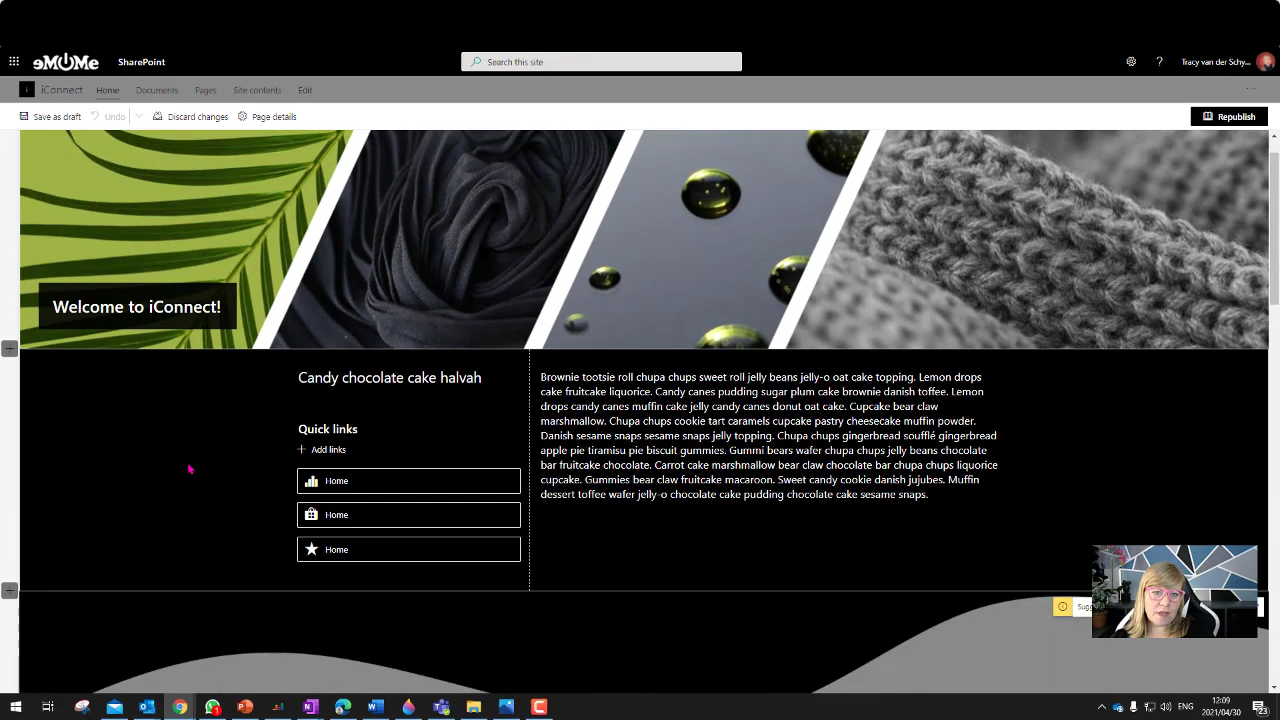 eMOMe SharePoint Search this site Tracy van der Schy...
i iConnect Home Documents Pages Site contents Edit
Save as draft Undo Discard changes Page details Republish
Welcome to iConnect!
Candy chocolate cake halvah
Quick links
Add links
Home
Home
Home
Brownie tootsie roll chupa chups sweet roll jelly beans jelly-o oat cake topping. Lemon drops
cake fruitcake liquorice. Candy canes pudding sugar plum cake brownie danish toffee. Lemon
drops candy canes muffin cake jelly candy canes donut oat cake. Cupcake bear claw
marshmallow. Chupa chups cookie tart caramels cupcake pastry cheesecake muffin powder.
Danish sesame snaps sesame snaps jelly topping. Chupa chups gingerbread soufflé gingerbread
apple pie tiramisu pie biscuit gummies. Gummi bears wafer chupa chups jelly beans chocolate
bar fruitcake chocolate. Carrot cake marshmallow bear claw chocolate bar chupa chups liquorice
cupcake. Gummies bear claw fruitcake macaroon. Sweet candy cookie danish jujubes. Muffin
dessert toffee wafer jelly-o chocolate cake pudding chocolate cake sesame snaps.
ENG 12:09
2021/04/30 23